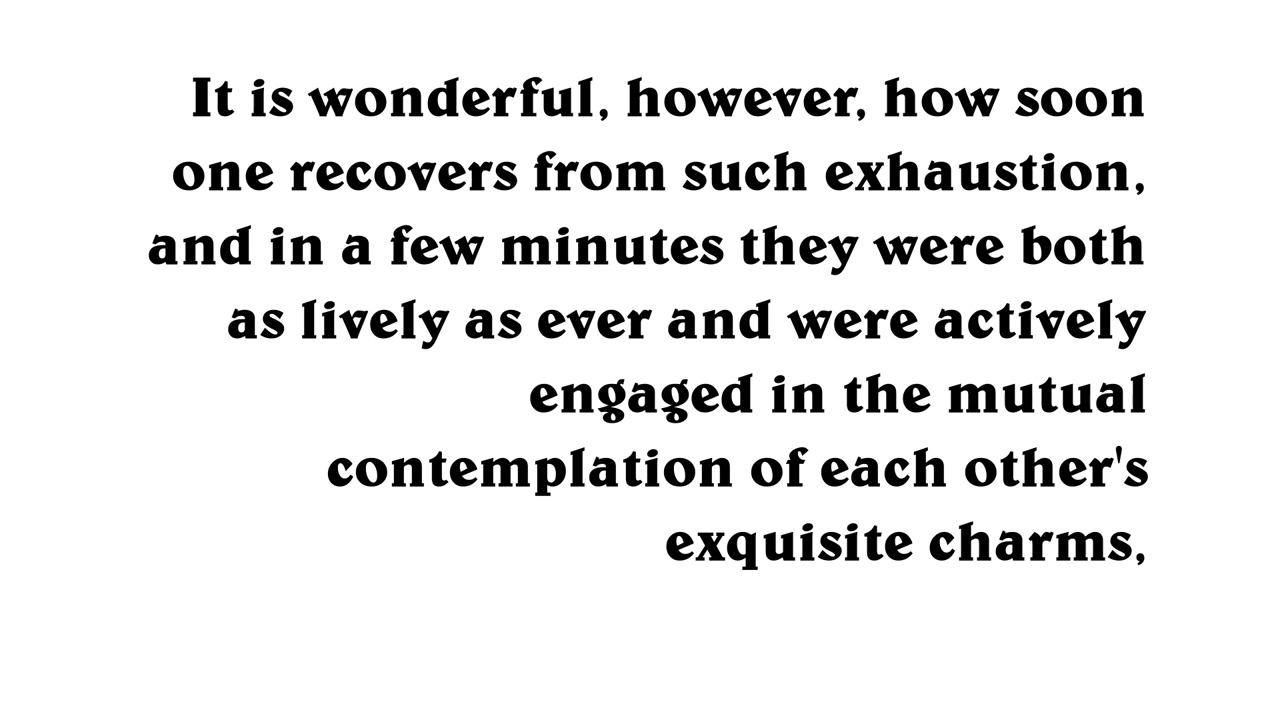 It is wonderful, however, how soon
one recovers from such exhaustion,
and in a few minutes they were both
as lively as ever and were actively
engaged in the mutual
contemplation of each other's
exquisite charms,